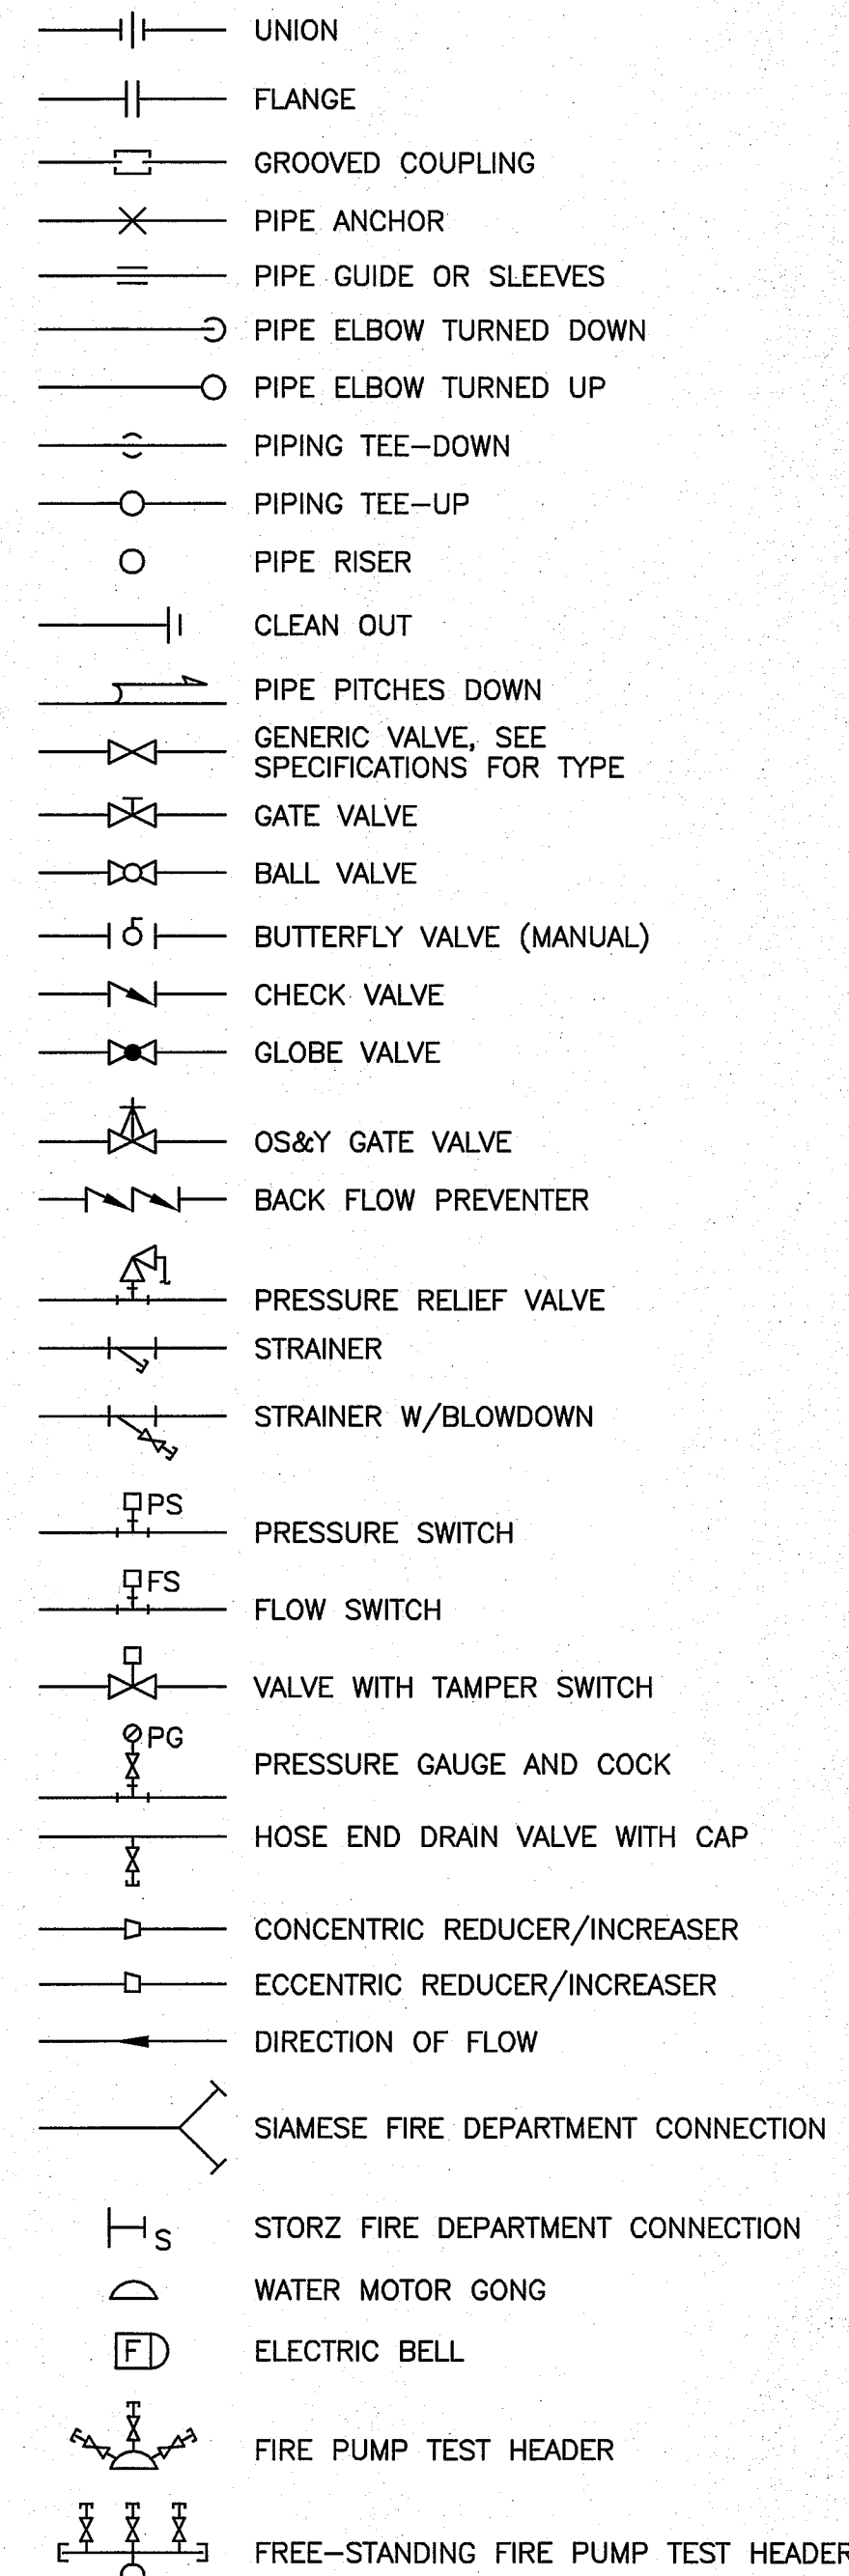 UNION
FLANGE
GROOVED COUPLING
PIPE ANCHOR
PIPE GUIDE OR SLEEVES
PIPE ELBOW TURNED DOWN
PIPE ELBOW TURNED UP
PIPING TEE-DOWN
PIPING TEE-UP
PIPE RISER
CLEAN OUT
PIPE PITCHES DOWN
GENERIC VALVE, SEE
SPECIFICATIONS FOR TYPE
GATE VALVE
BALL VALVE
BUTTERFLY VALVE (MANUAL)
CHECK VALVE
GLOBE VALVE
OS&Y GATE VALVE
BACK FLOW PREVENTER
PRESSURE RELIEF VALVE
STRAINER
STRAINER W/BLOWDOWN
PS
PRESSURE SWITCH
FS
FLOW SWITCH
VALVE WITH TAMPER SWITCH
PG
PRESSURE GAUGE AND COCK
HOSE END DRAIN VALVE WITH CAP
CONCENTRIC REDUCER/INCREASER
ECCENTRIC REDUCER/INCREASER
DIRECTION OF FLOW
SIAMESE FIRE DEPARTMENT CONNECTION
S STORZ FIRE DEPARTMENT CONNECTION
WATER MOTOR GONG
F ELECTRIC BELL
FIRE PUMP TEST HEADER
FREE-STANDING FIRE PUMP TEST HEADER